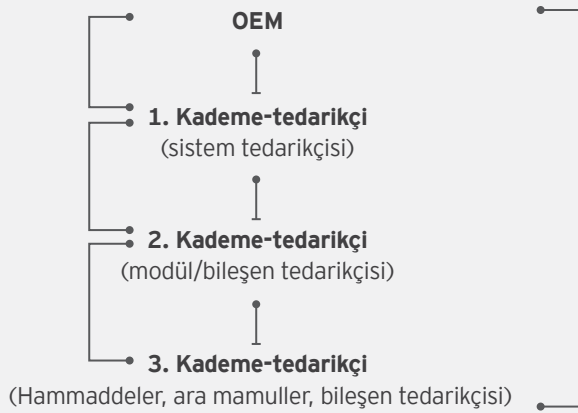 OEM
1. Kademe-tedarikçi
(sistem tedarikçisi)
2. Kademe-tedarikçi
(modül/bileşen tedarikçisi)
3. Kademe-tedarikçi
(Hammaddeler, ara mamuller, bileşen tedarikçisi)